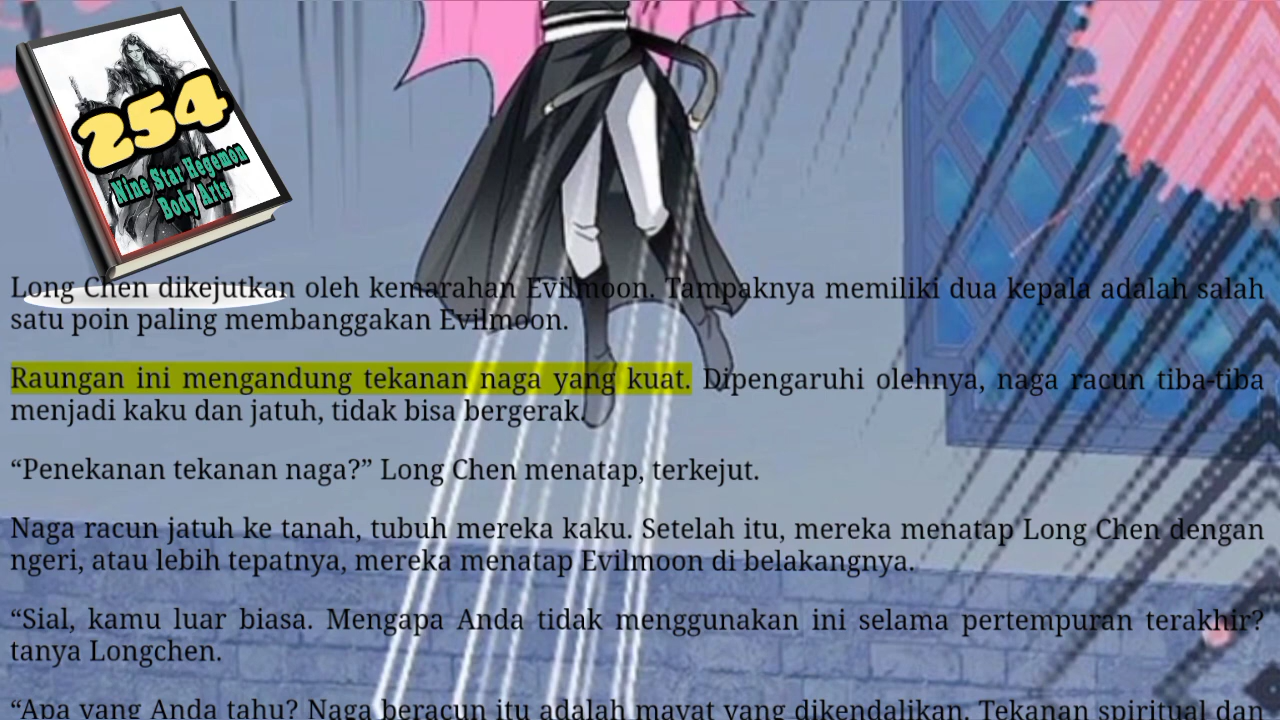 254
Nine Star Hegemon
Body Arts
Long Chen dikejutkan oleh kemarahan Evilmoon. Tampaknya memiliki dua kepala adalah salah
satu poin paling membanggakan Evilmoon.
Raungan ini mengandung tekanan naga yang kuat. Dipengaruhi olehnya, naga racun tiba-tiba
menjadi kaku dan jatuh, tidak bisa bergerak.
“Penekanan tekanan naga?” Long Chen menatap, terkejut.
Naga racun jatuh ke tanah, tubuh mereka kaku. Setelah itu, mereka menatap Long Chen dengan
ngeri, atau lebih tepatnya, mereka menatap Evilmoon di belakangnya.
“Sial, kamu luar biasa. Mengapa Anda tidak menggunakan ini selama pertempuran terakhir?
tanya Longchen.
“Apa yang Anda tahu? Naga beracun itu adalah mayat yang dikendalikan. Tekanan spiritual dan